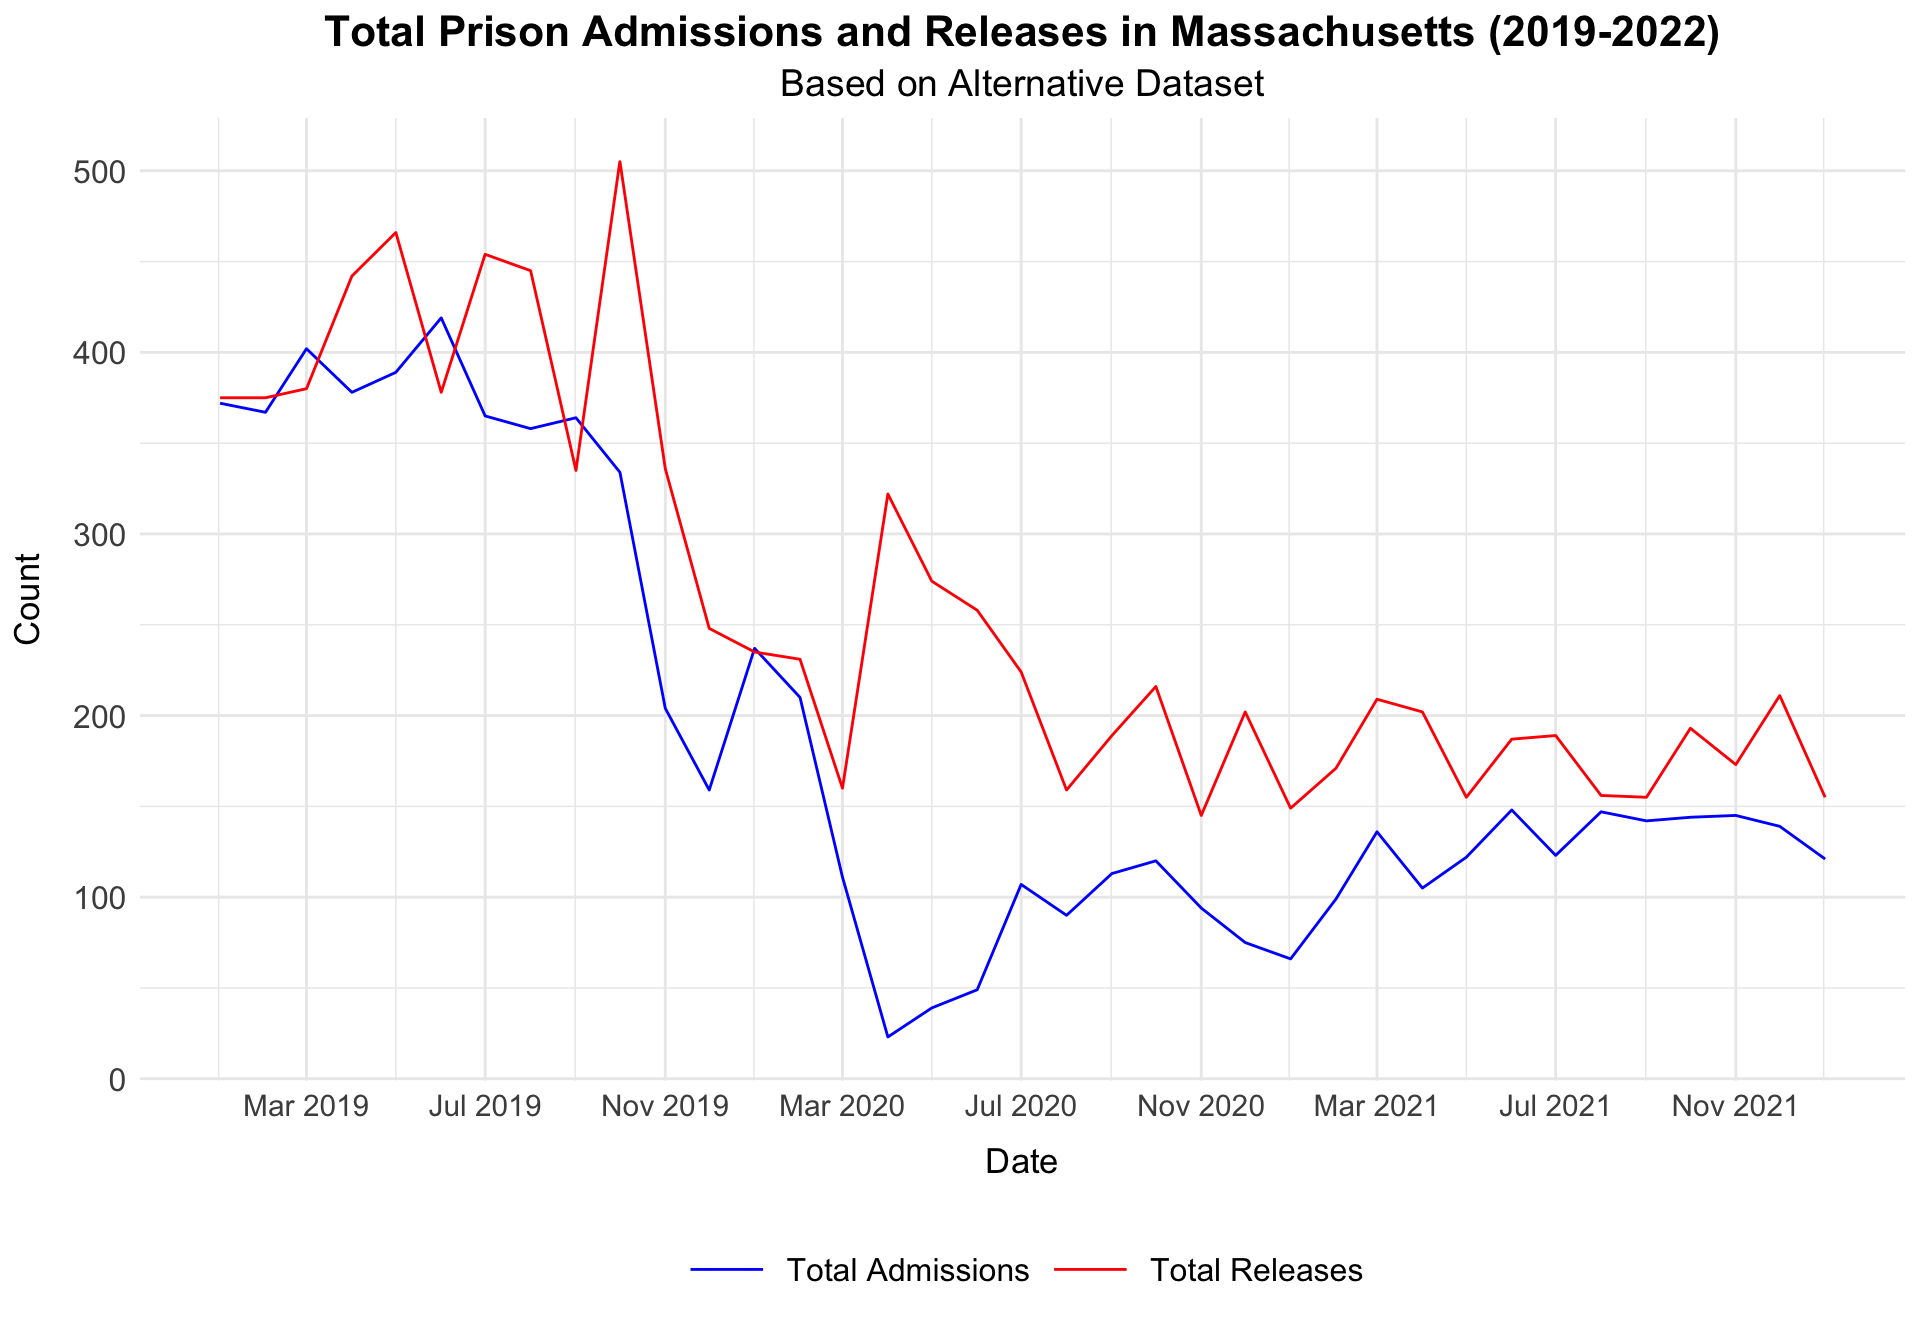 Total Prison Admissions and Releases in Massachusetts (2019-2022)
Based on Alternative Dataset
500
400
300
200
100
0
Count
Mar 2019 Jul 2019 Nov 2019 Mar 2020 Jul 2020 Nov 2020 Mar 2021 Jul 2021 Nov 2021
Date
Total Admissions Total Releases